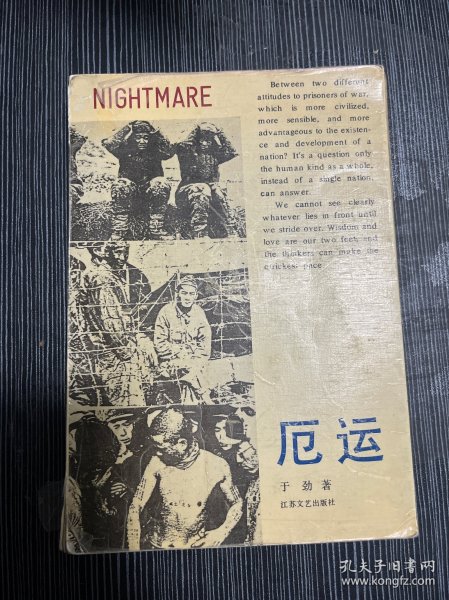 NIGHTMARE
Between two different
attitudes to prisoners of war,
which is more civilized,
more sensible, and more
advantageous to the existen-
ce and development of a
nation? It's a question only
the human kind as a whole,
instead of a single nation,
can answer.
We cannot see clearly
whatever lies in front until
we stride over. Wisdom and
love are our two feet and
the thinkers can make the
quickest pace
厄运
于劲著
江苏文艺出版社
孔夫子旧书网
www.kongfz.com